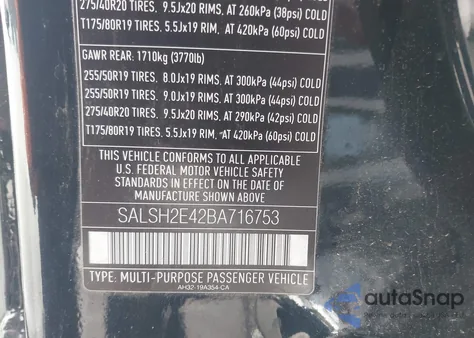 275/40R20 TIRES, 9.5Jx20 RIMS, AT 260kPa (38psi) COLD
T175/80R19 TIRES. 5.5Jx19 RIM, AT 420kPa (60psi) COLD
GAWR REAR: 1710kg (3770lb)
255/50R19 TIRES. 8.0Jx19 RIMS, AT 300kPa (44psi) COLD
255/50R19 TIRES. 9.0Jx19 RIMS, AT 300kPa (44psi) COLD
275/40R20 TIRES. 9.5Jx20 RIMS, AT 290kPa (42psi) COLD
T175/80R19 TIRES. 5.5Jx19 RIM, AT 420kPa (60psi) COLD
THIS VEHICLE CONFORMS TO ALL APPLICABLE
U.S. FEDERAL MOTOR VEHICLE SAFETY
STANDARDS IN EFFECT ON THE DATE OF
MANUFACTURE SHOWN ABOVE
SALSH2E42BA716753
TYPE: MULTI-PURPOSE PASSENGER VEHICLE
AH32-19A354-CA
autoSnap